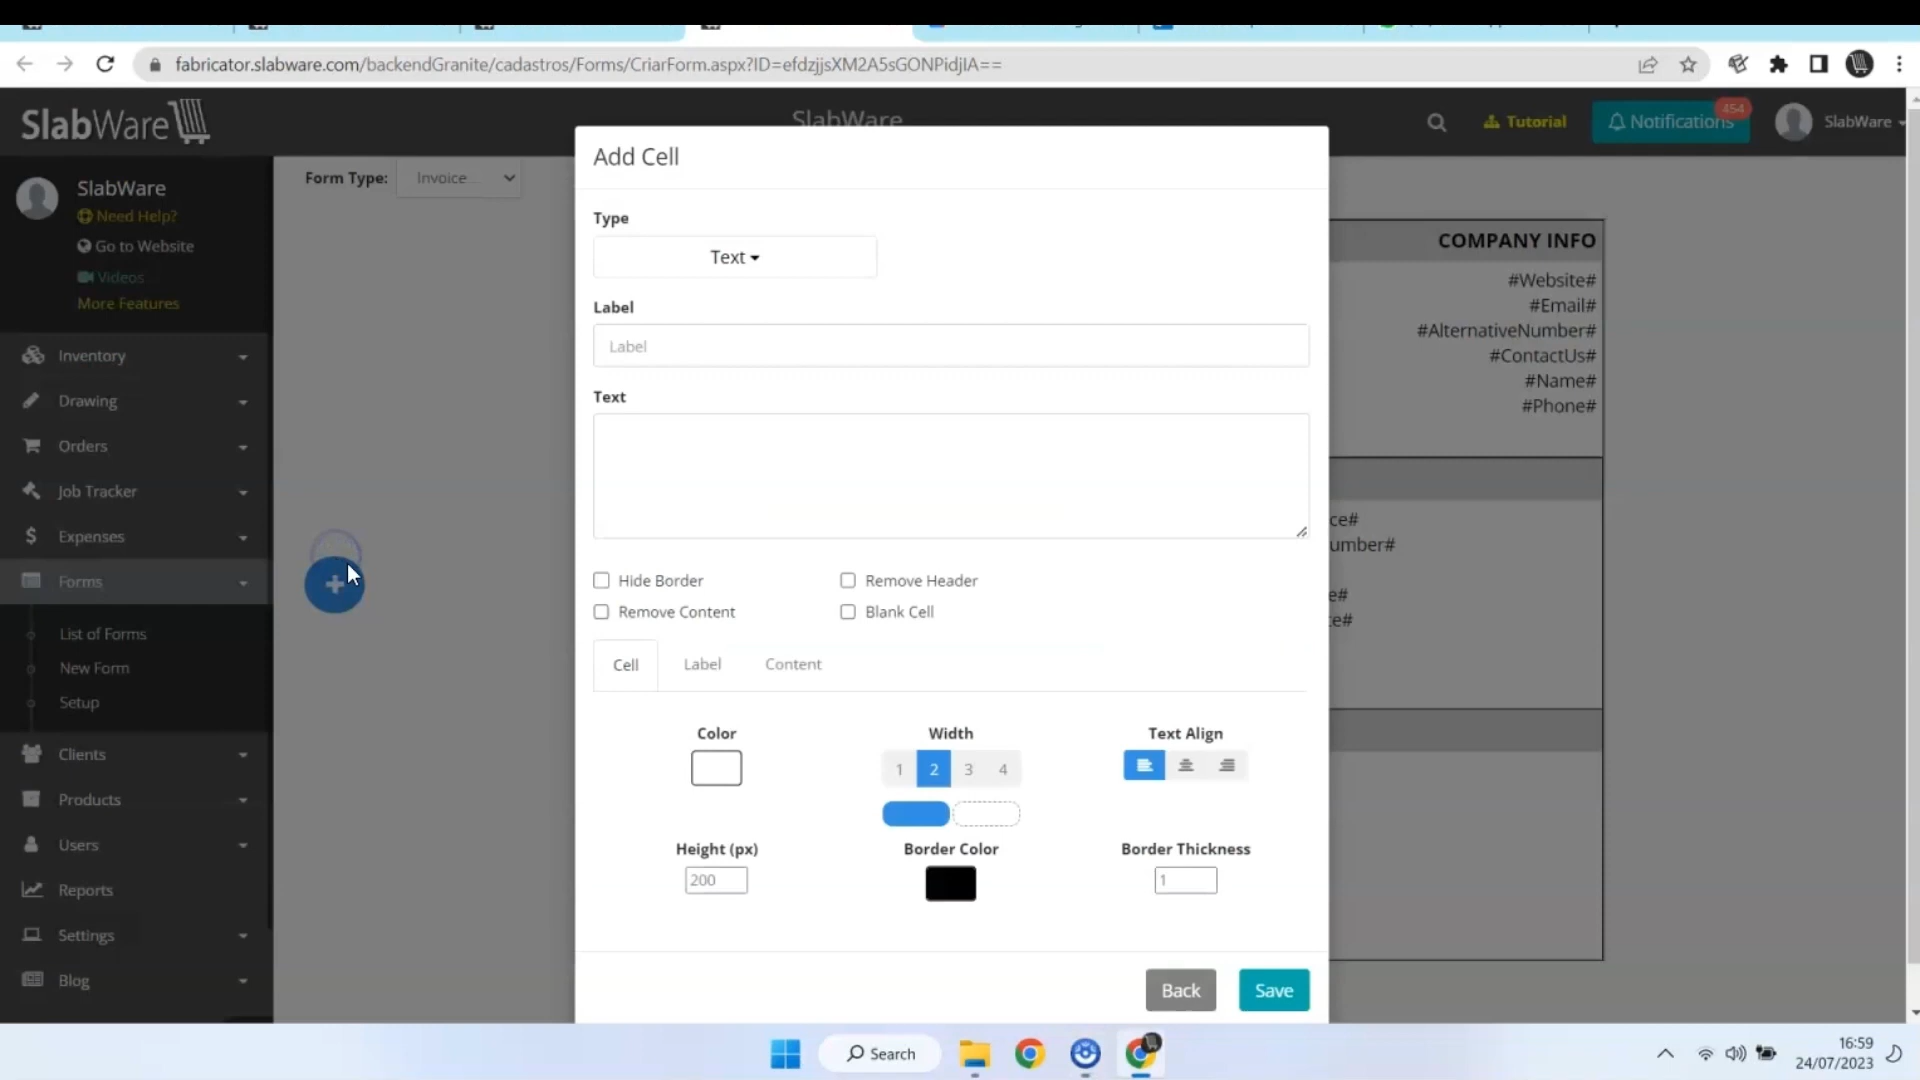 fabricator.slabware.com/backendGranite/cadastros/Forms/CriarForm.aspx?ID=efdzjjsXM2A5sGONPidjIA==
SlabWare
SlabWare
Tutorial
Notifications
454
SlabWare
SlabWare
Need Help?
Go to Website
Videos
More Features
Inventory
Drawing
Orders
Job Tracker
Expenses
Forms
List of Forms
New Form
Setup
Clients
Products
Users
Reports
Settings
Blog
Form Type:
Invoice
Add Cell
Type
Text
Label
Label
Text
Hide Border
Remove Header
Remove Content
Blank Cell
Cell
Label
Content
Color
Width
Text Align
1
2
3
4
Height (px)
Border Color
Border Thickness
200
1
Back
Save
COMPANY INFO
#Website#
#Email#
#AlternativeNumber#
#ContactUs#
#Name#
#Phone#
ce#
umber#
e#
te#
Search
16:59
24/07/2023